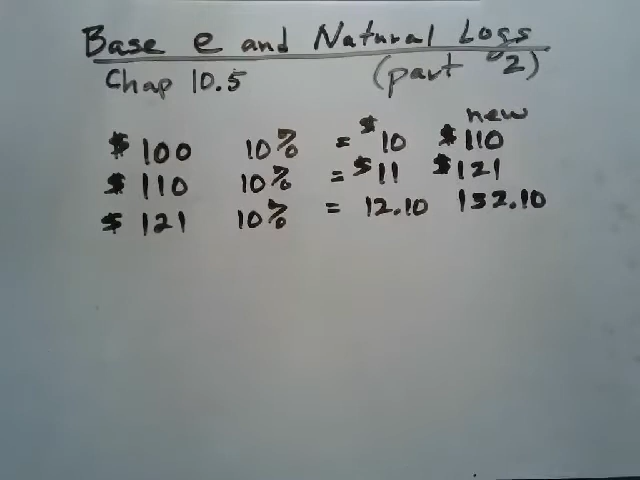 Base e and Natural Logs
Chap 10.5 (part #2)
new
$ 100 10% = $10 $110
$ 110 10% = $11 $121
$ 121 10% = 12.10 132.10